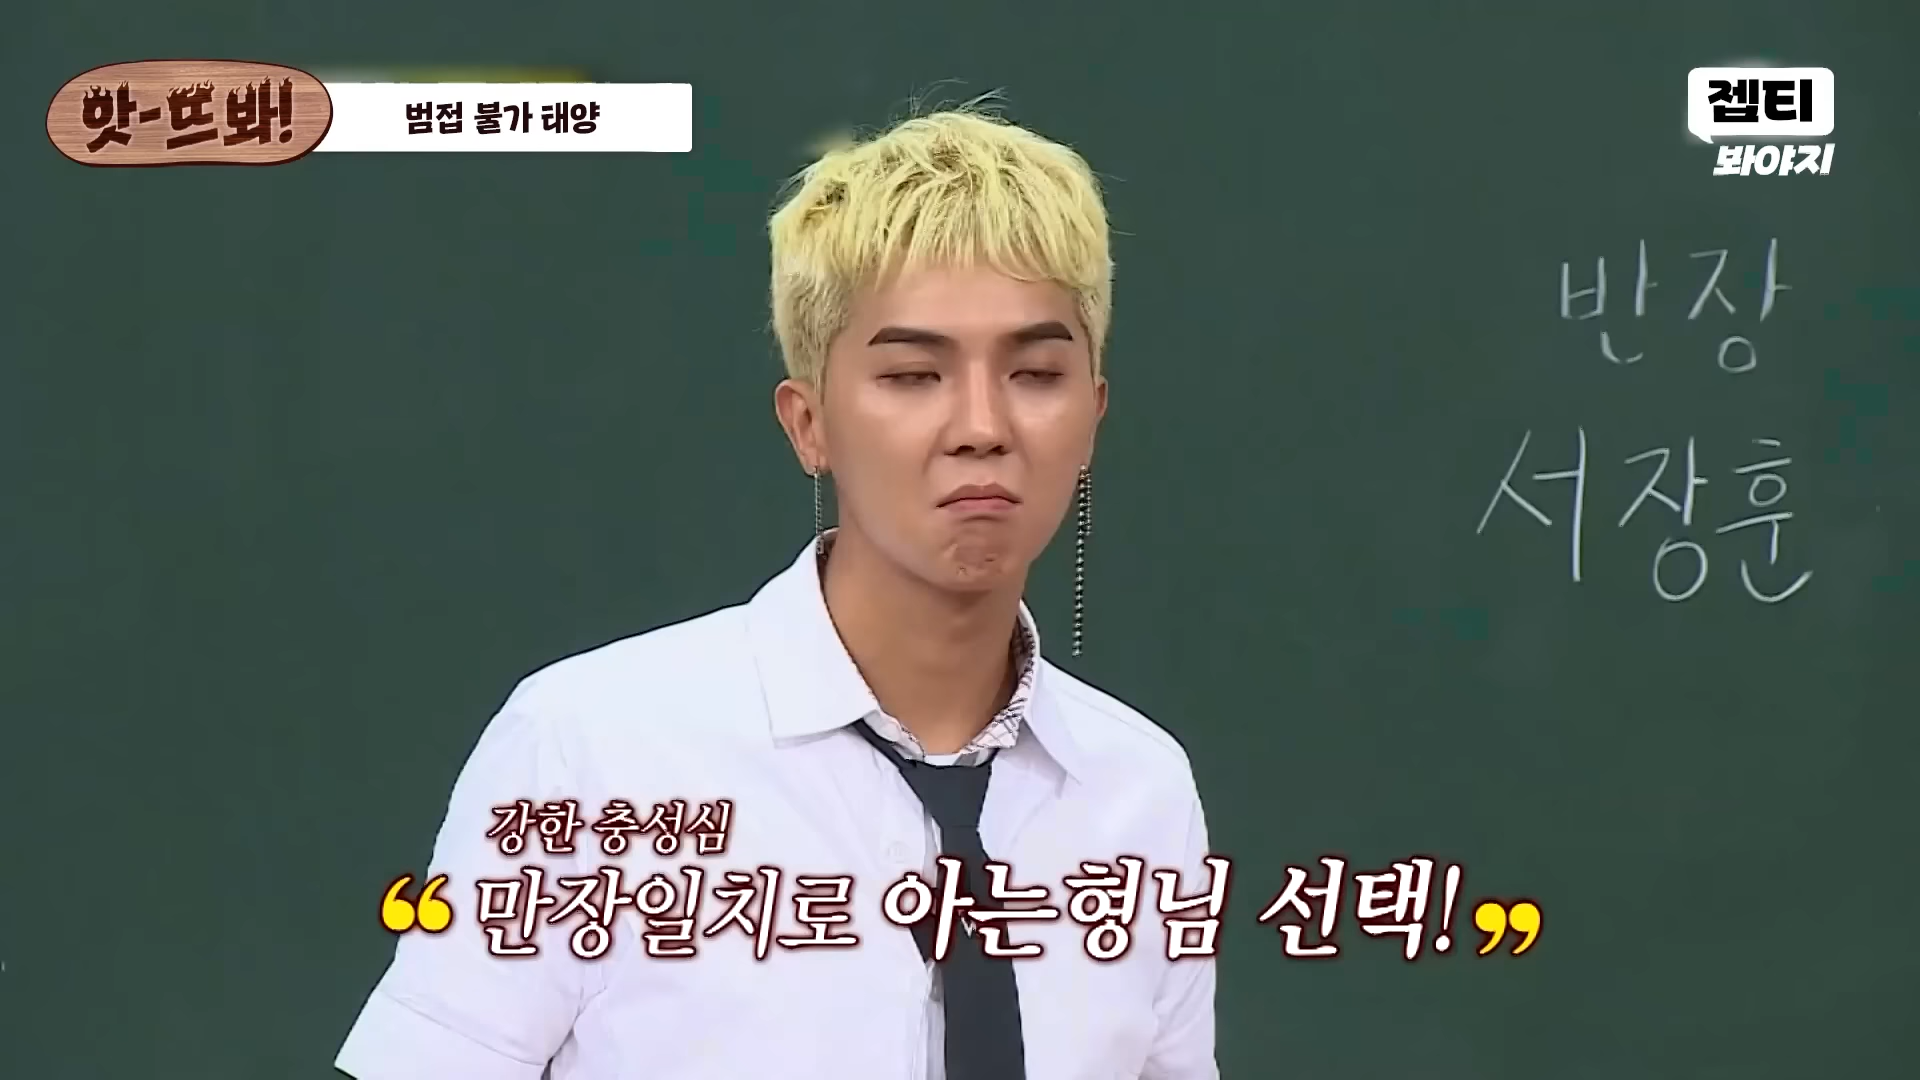 앗-뜨봐!
범접 불가 태양
젭티
봐야지
반장
서장훈
강한 충성심
“만장일치로 아는형님 선택!”